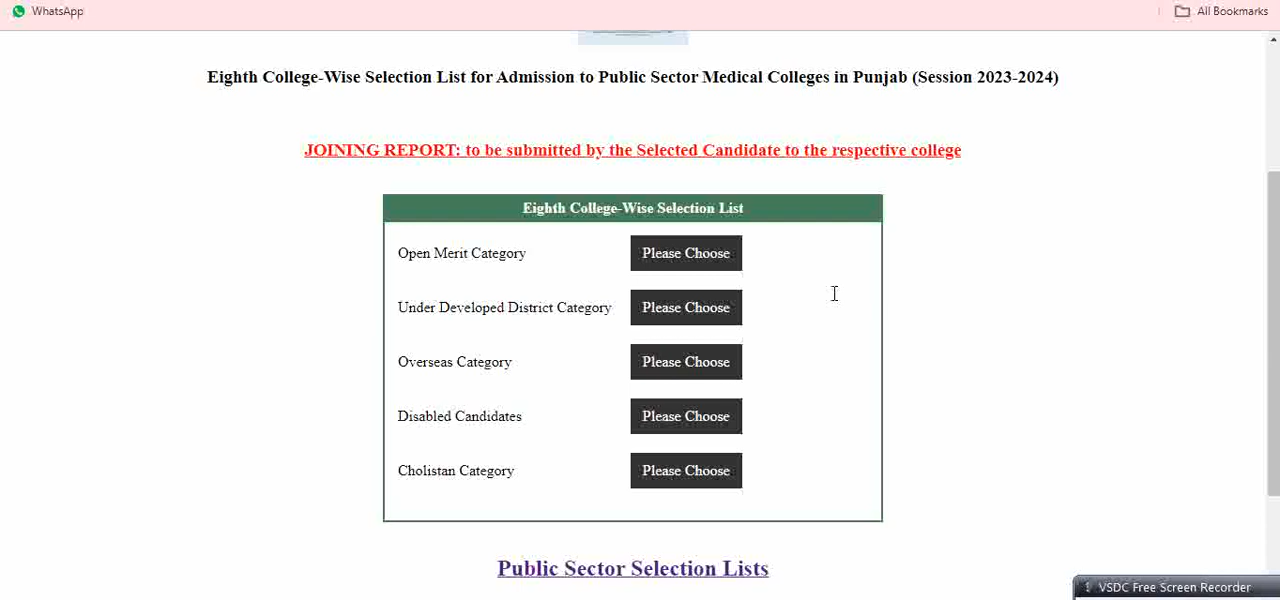 WhatsApp
All Bookmarks
Eighth College-Wise Selection List for Admission to Public Sector Medical Colleges in Punjab (Session 2023-2024)
JOINING REPORT: to be submitted by the Selected Candidate to the respective college
Eighth College-Wise Selection List
Open Merit Category Please Choose
Under Developed District Category Please Choose
Overseas Category Please Choose
Disabled Candidates Please Choose
Cholistan Category Please Choose
Public Sector Selection Lists
VSDC Free Screen Recorder